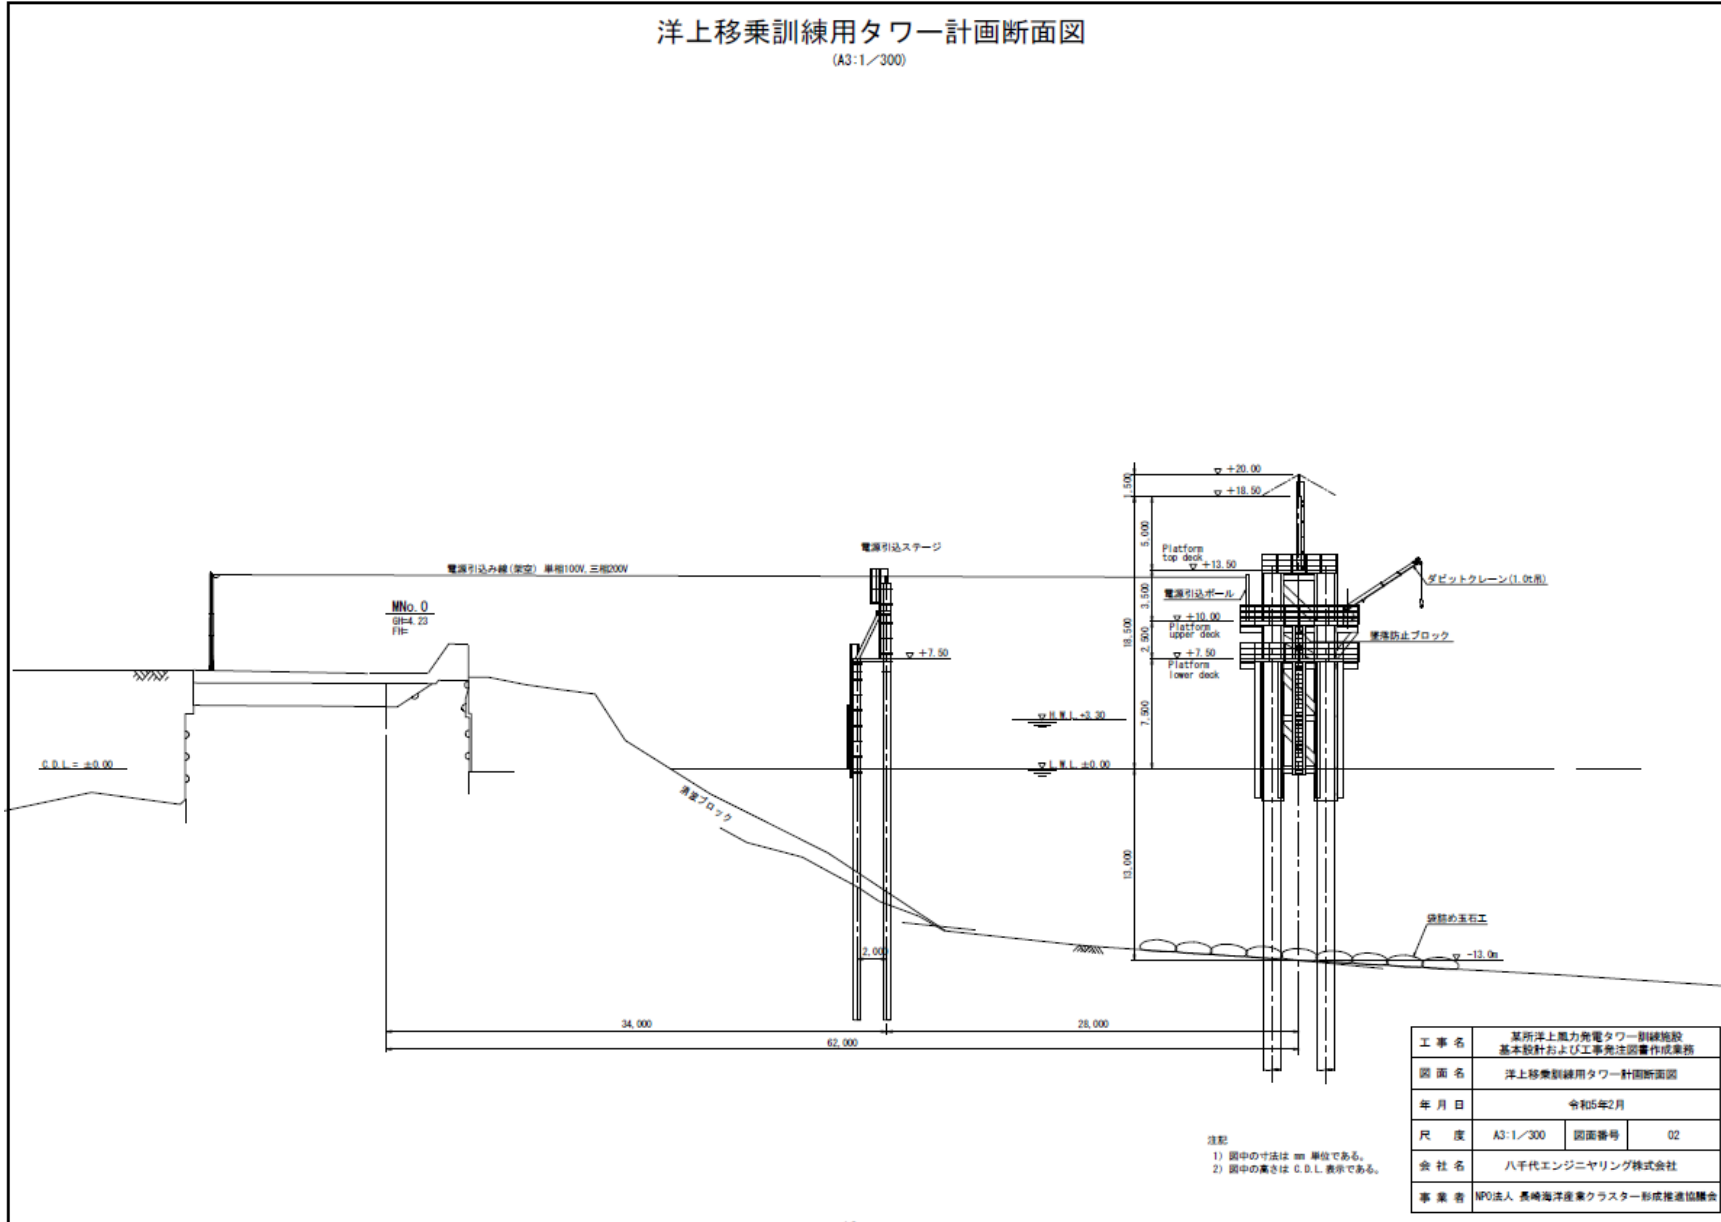 洋上移乗訓練用タワー計画断面図
(A3:1／300)
▽ +20.00
1,500
▽ +18.50
5,000
電源引込ステージ
Platform
top deck
▽ +13.50
電源引込み線(架空) 単相100V,三相200V
ダビットクレーン(1.0t吊)
電源引込ポール
3,500
MNo.0
GH=4.23
FH=
▽ +10.00
Platform
upper deck
墜落防止ブロック
18,500
2,500
▽ +7.50
▽ +7.50
Platform
lower deck
7,500
▽ H.W.L.+3.30
C.D.L.= ±0.00
▽ L.W.L.±0.00
消波ブロック
13,000
袋詰め玉石工
2,000
▽ -13.0m
34,000
28,000
62,000
工事名 某所洋上風力発電タワー訓練施設
基本設計および工事発注図書作成業務
図面名 洋上移乗訓練用タワー計画断面図
年月日 令和5年2月
尺度 A3:1／300 図面番号 02
会社名 八千代エンジニヤリング株式会社
事業者 NPO法人 長崎海洋産業クラスター形成推進協議会
注記
1) 図中の寸法は mm 単位である。
2) 図中の高さは C.D.L.表示である。